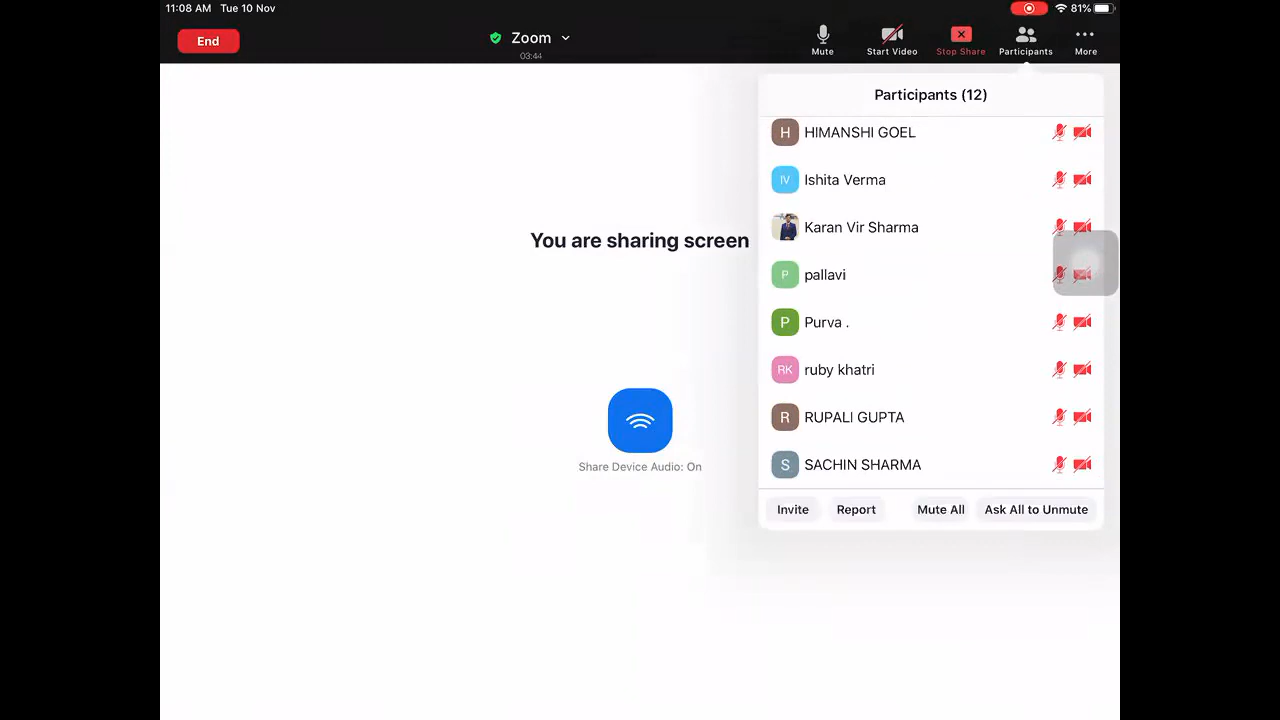 11:08 AM Tue 10 Nov
81%
End
Zoom
03:44
Mute
Start Video
Stop Share
Participants
More
Participants (12)
H HIMANSHI GOEL
IV Ishita Verma
Karan Vir Sharma
P pallavi
P Purva .
RK ruby khatri
R RUPALI GUPTA
S SACHIN SHARMA
Invite Report Mute All Ask All to Unmute
You are sharing screen
Share Device Audio: On